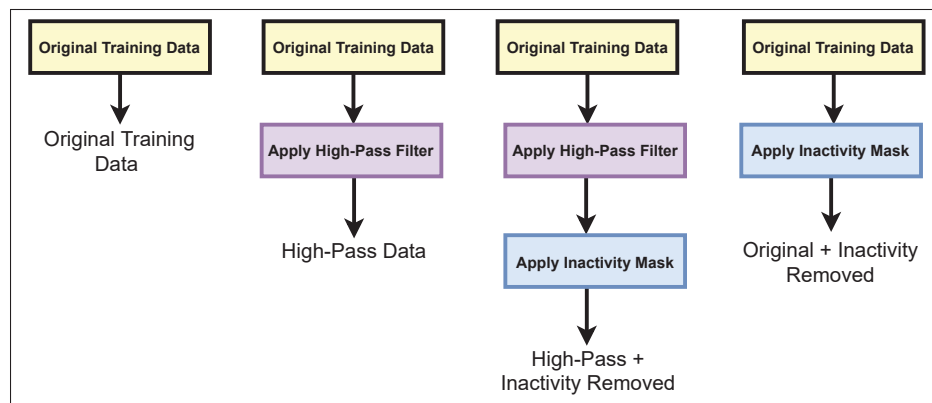 Original Training Data
Original Training
Data
Original Training Data
Apply High-Pass Filter
High-Pass Data
Original Training Data
Apply High-Pass Filter
Apply Inactivity Mask
High-Pass +
Inactivity Removed
Original Training Data
Apply Inactivity Mask
Original + Inactivity
Removed